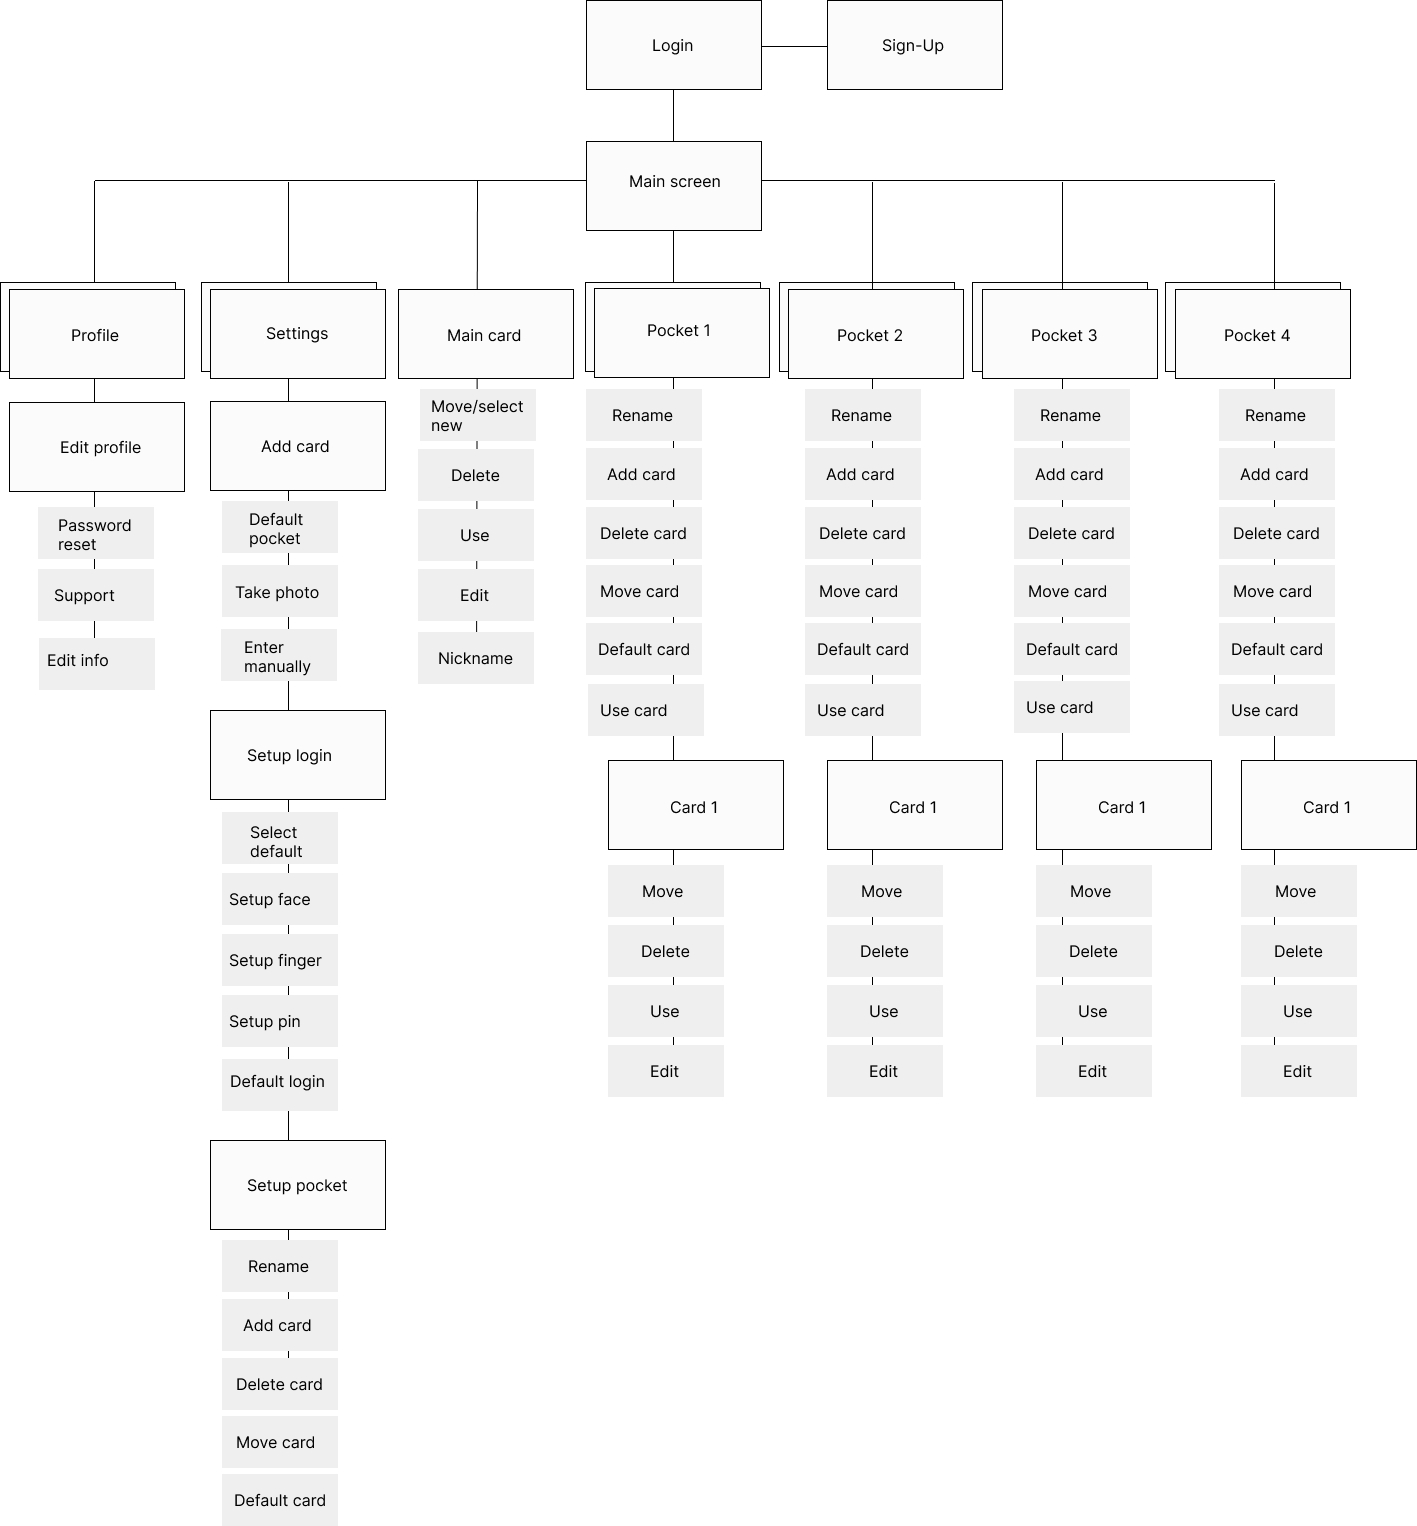 Login
Sign-Up
Main screen
Profile
Edit profile
Password
reset
Support
Edit info
Settings
Add card
Default
pocket
Take photo
Enter
manually
Setup login
Select
default
Setup face
Setup finger
Setup pin
Default login
Setup pocket
Rename
Add card
Delete card
Move card
Default card
Main card
Move/select
new
Delete
Use
Edit
Nickname
Pocket 1
Rename
Add card
Delete card
Move card
Default card
Use card
Card 1
Move
Delete
Use
Edit
Pocket 2
Rename
Add card
Delete card
Move card
Default card
Use card
Card 1
Move
Delete
Use
Edit
Pocket 3
Rename
Add card
Delete card
Move card
Default card
Use card
Card 1
Move
Delete
Use
Edit
Pocket 4
Rename
Add card
Delete card
Move card
Default card
Use card
Card 1
Move
Delete
Use
Edit